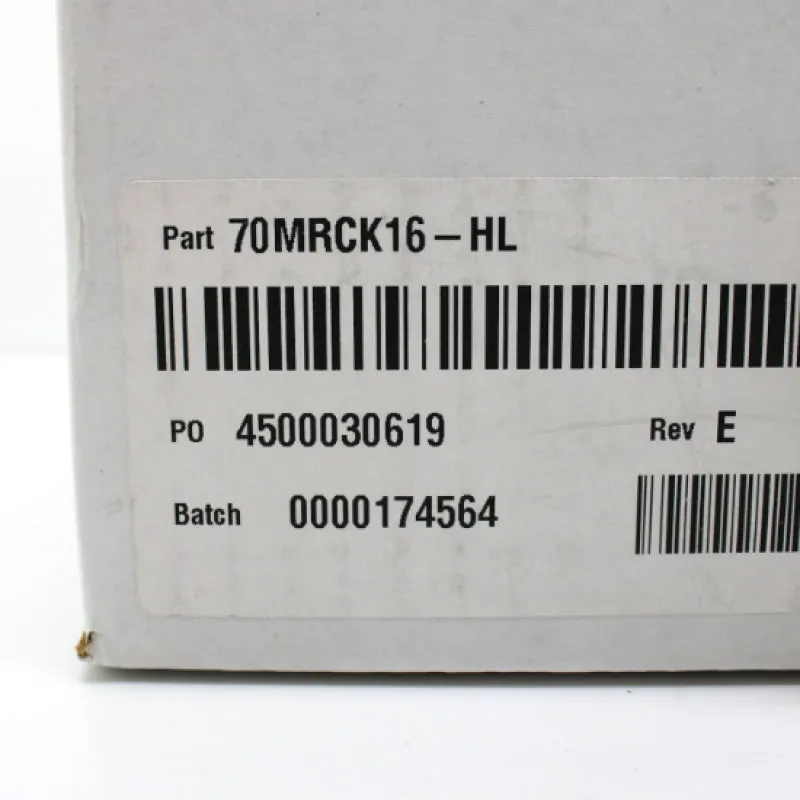 Part 70MRCK16-HL
PO 4500030619 Rev E
Batch 0000174564